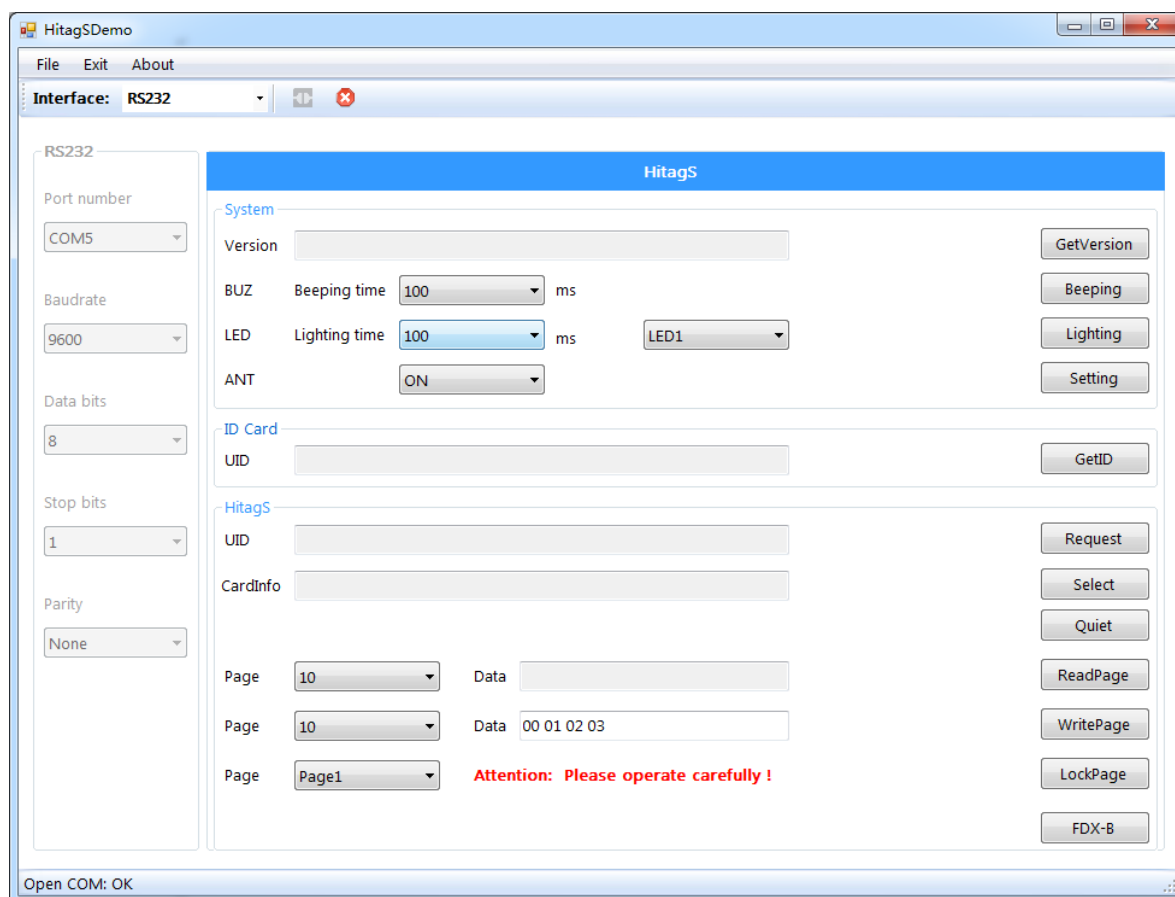 HitagSDemo
File Exit About
Interface: RS232
RS232
Port number
COM5
Baudrate
9600
Data bits
8
Stop bits
1
Parity
None
HitagS
System
Version GetVersion
BUZ Beeping time 100 ms Beeping
LED Lighting time 100 ms LED1 Lighting
ANT ON Setting
ID Card
UID GetID
HitagS
UID Request
CardInfo Select
Quiet
Page 10 Data ReadPage
Page 10 Data 00 01 02 03 WritePage
Page Page1 Attention: Please operate carefully ! LockPage
FDX-B
Open COM: OK